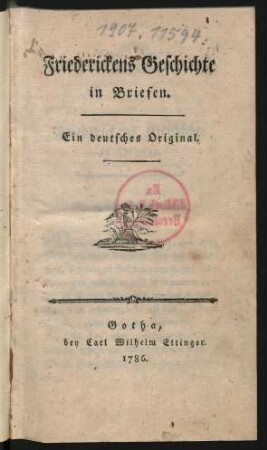 1907. 11594.
Friederickens Geschichte
in Briefen.
Ein deutsches Original.
Gotha,
bey Carl Wilhelm Ettinger.
1786.